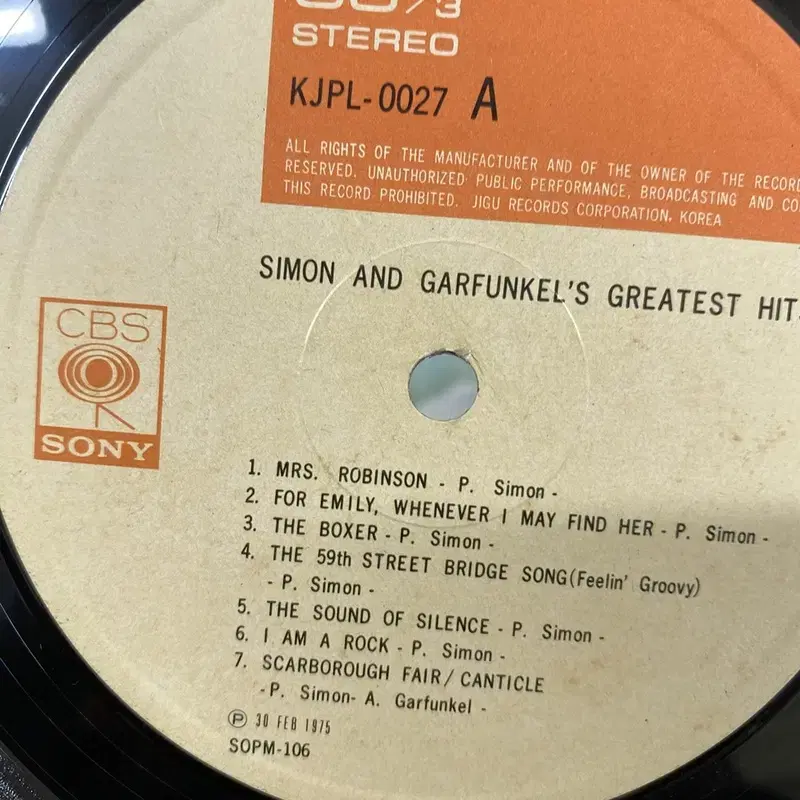 STEREO
KJPL-0027 A
ALL RIGHTS OF THE MANUFACTURER AND OF THE OWNER OF THE RECOR
RESERVED. UNAUTHORIZED PUBLIC PERFORMANCE, BROADCASTING AND CO
THIS RECORD PROHIBITED. JIGU RECORDS CORPORATION. KOREA
SIMON AND GARFUNKEL'S GREATEST HIT
CBS
SONY
1. MRS. ROBINSON - P. Simon -
2. FOR EMILY, WHENEVER I MAY FIND HER - P. Simon -
3. THE BOXER - P. Simon -
4. THE 59th STREET BRIDGE SONG(Feelin' Groovy)
- P. Simon -
5. THE SOUND OF SILENCE - P. Simon -
6. I AM A ROCK - P. Simon -
7. SCARBOROUGH FAIR/ CANTICLE
-P. Simon- A. Garfunkel -
Ⓟ 30 FEB 1975
SOPM-106